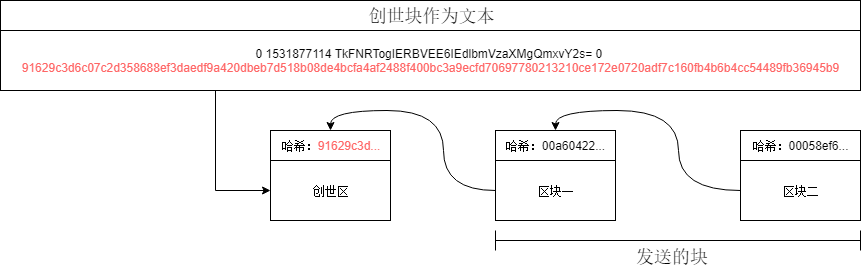 创世块作为文本
0 1531877114 TkFNRTogIERBVEE6IEdlbmVzaXMgQmxvY2s= 0
91629c3d6c07c2d358688ef3daedf9a420dbeb7d518b08de4bcfa4af2488f400bc3a9ecfd70697780213210ce172e0720adf7c160fb4b6b4cc54489fb36945b9
哈希：91629c3d... 哈希：00a60422... 哈希：00058ef6...
创世区 区块一 区块二
发送的块